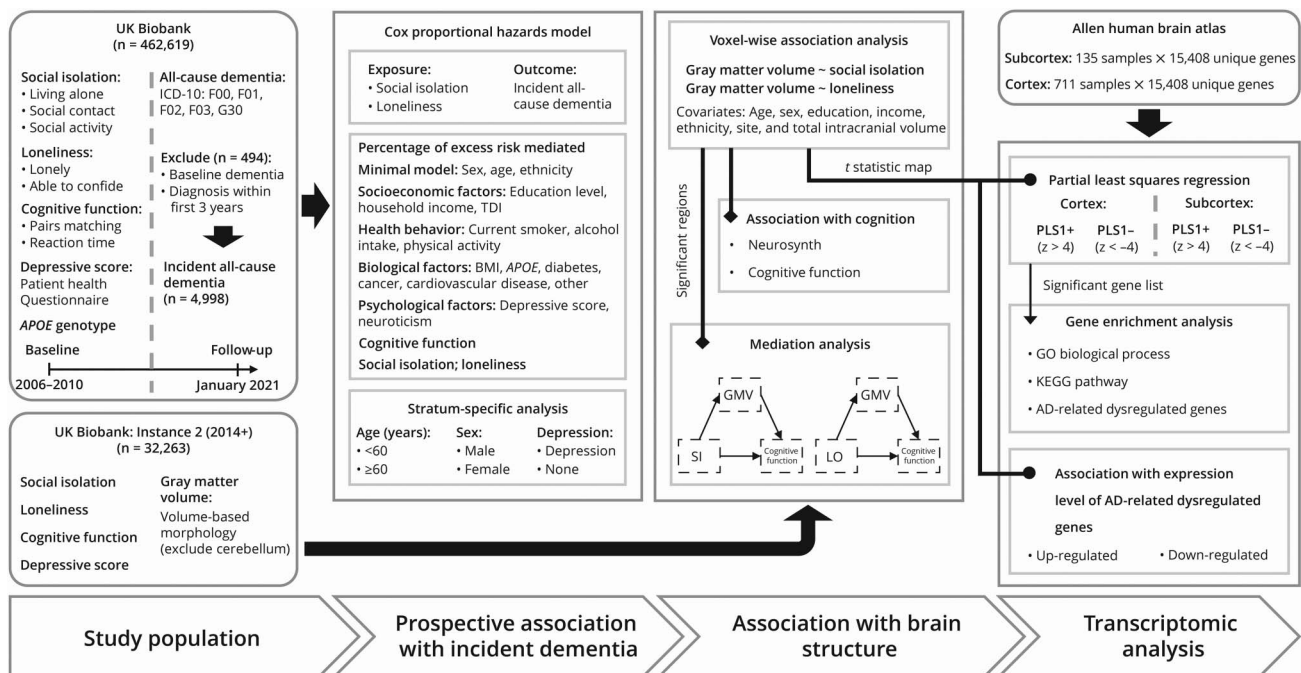 UK Biobank
(n = 462,619)
Social isolation:
• Living alone
• Social contact
• Social activity
Loneliness:
• Lonely
• Able to confide
Cognitive function:
• Pairs matching
• Reaction time
Depressive score:
Patient health
Questionnaire
APOE genotype
All-cause dementia:
ICD-10: F00, F01,
F02, F03, G30
Exclude (n = 494):
• Baseline dementia
• Diagnosis within
first 3 years
Incident all-cause
dementia
(n = 4,998)
Baseline
Follow-up
2006–2010
January 2021
UK Biobank: Instance 2 (2014+)
(n = 32,263)
Social isolation
Loneliness
Cognitive function
Depressive score
Gray matter
volume:
Volume-based
morphology
(exclude cerebellum)
Cox proportional hazards model
Exposure:
• Social isolation
• Loneliness
Outcome:
Incident all-
cause dementia
Percentage of excess risk mediated
Minimal model: Sex, age, ethnicity
Socioeconomic factors: Education level,
household income, TDI
Health behavior: Current smoker, alcohol
intake, physical activity
Biological factors: BMI, APOE, diabetes,
cancer, cardiovascular disease, other
Psychological factors: Depressive score,
neuroticism
Cognitive function
Social isolation; loneliness
Stratum-specific analysis
Age (years):
• <60
• ≥60
Sex:
• Male
• Female
Depression:
• Depression
• None
Voxel-wise association analysis
Gray matter volume ~ social isolation
Gray matter volume ~ loneliness
Covariates: Age, sex, education, income,
ethnicity, site, and total intracranial volume
Significant regions
t statistic map
Association with cognition
• Neurosynth
• Cognitive function
Mediation analysis
GMV
SI
Cognitive
function
GMV
LO
Cognitive
function
Allen human brain atlas
Subcortex: 135 samples × 15,408 unique genes
Cortex: 711 samples × 15,408 unique genes
Partial least squares regression
Cortex:
PLS1+
(z > 4)
PLS1–
(z < –4)
Subcortex:
PLS1+
(z > 4)
PLS1–
(z < –4)
Significant gene list
Gene enrichment analysis
• GO biological process
• KEGG pathway
• AD-related dysregulated genes
Association with expression
level of AD-related dysregulated
genes
• Up-regulated
• Down-regulated
Study population
Prospective association
with incident dementia
Association with brain
structure
Transcriptomic
analysis